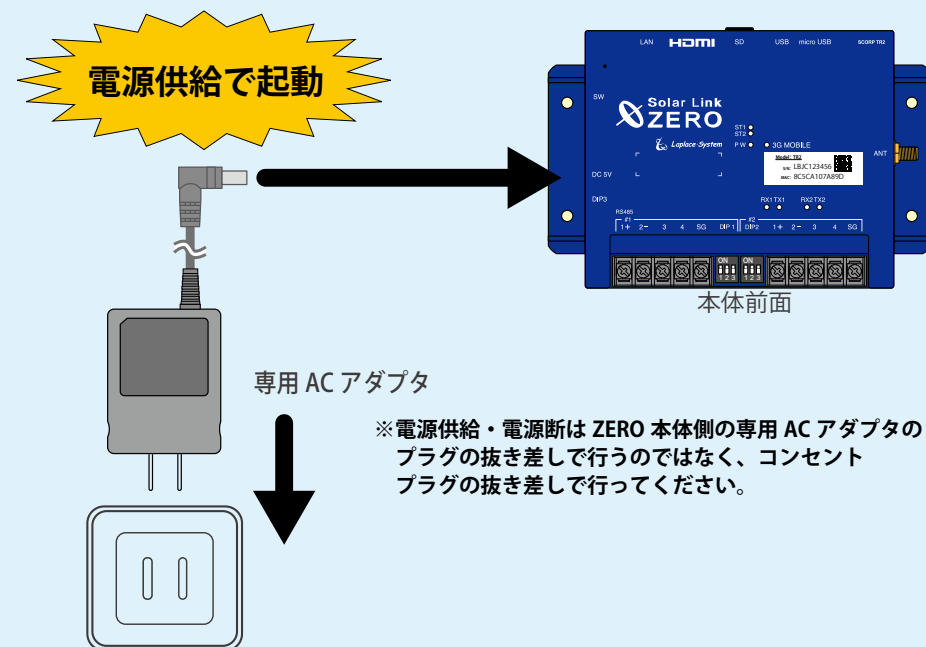 電源供給で起動
LAN HDMI SD USB micro USB SCORP TR2
SW
Solar Link
ZERO
ST1
ST2
Laplace-System
PW
3G MOBILE
ANT
Model: TR2
S/N: LBJC123456
MAC: 8C5CA107A89D
DC 5V
DIP3
RX1 TX1 RX2 TX2
RS485
#1 #2
1+ 2− 3 4 SG DIP 1 DIP2 1+ 2− 3 4 SG
ON ON
1 2 3 1 2 3
本体前面
専用 AC アダプタ
※電源供給・電源断は ZERO 本体側の専用 AC アダプタの
プラグの抜き差しで行うのではなく、コンセント
プラグの抜き差しで行ってください。